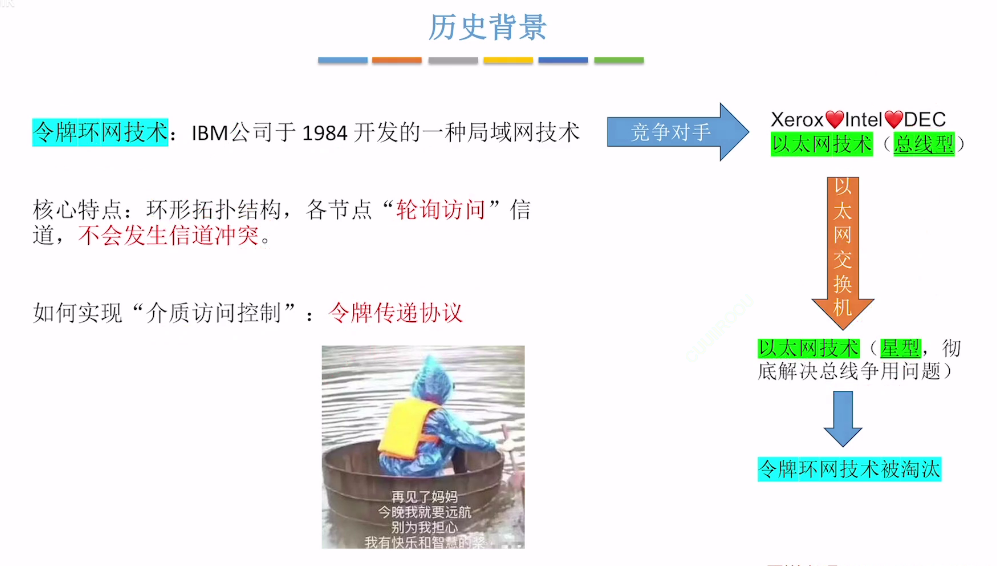 历史背景
令牌环网技术：IBM公司于 1984 开发的一种局域网技术
竞争对手
Xerox❤Intel❤DEC
以太网技术（总线型）
核心特点：环形拓扑结构，各节点“轮询访问”信
道，不会发生信道冲突。
以太网交换机
如何实现“介质访问控制”：令牌传递协议
以太网技术（星型，彻
底解决总线争用问题）
令牌环网技术被淘汰
再见了妈妈
今晚我就要远航
别为我担心
我有快乐和智慧的桨